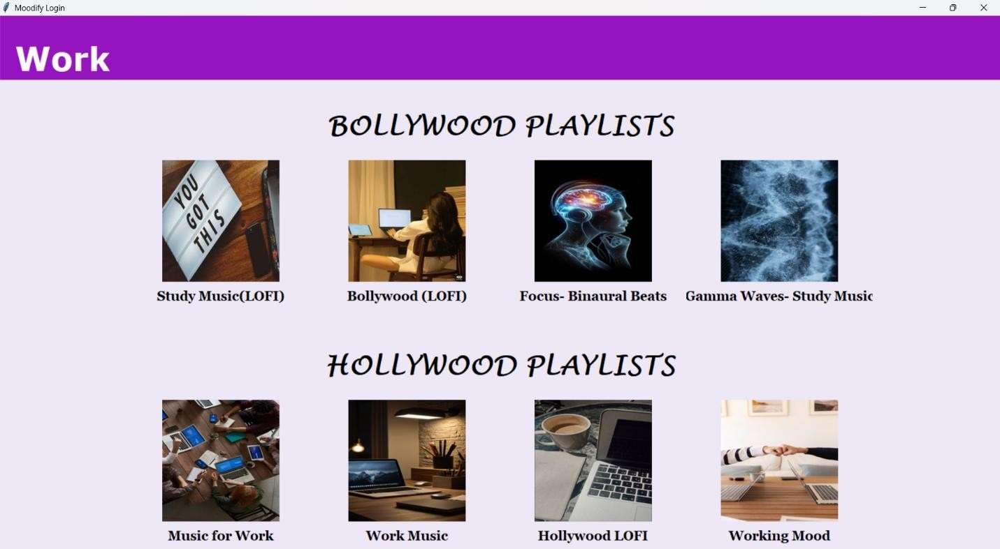 Moodify Login
Work
BOLLYWOOD PLAYLISTS
YOU
GOT
THIS
Study Music(LOFI)
Bollywood (LOFI)
Focus- Binaural Beats
Gamma Waves- Study Music
HOLLYWOOD PLAYLISTS
Music for Work
Work Music
Hollywood LOFI
Working Mood